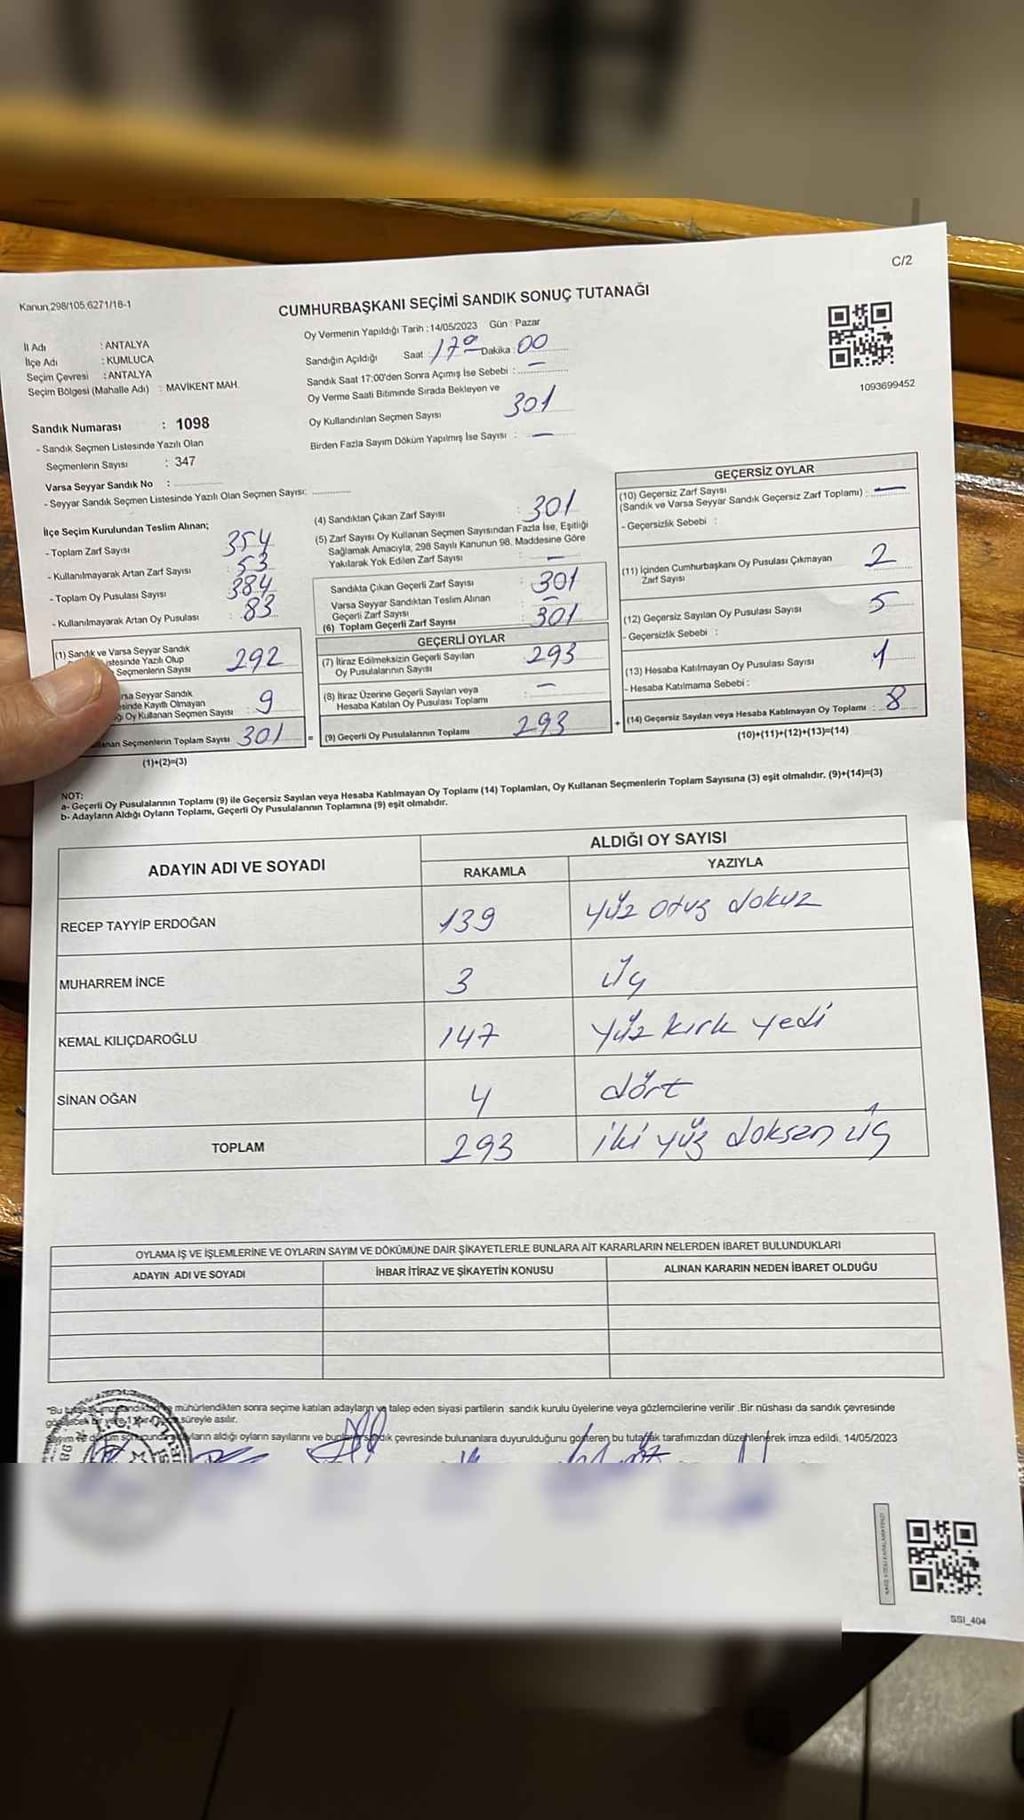 C/2
Kanun,298/105,6271/18-1
CUMHURBAŞKANI SEÇİMİ SANDIK SONUÇ TUTANAĞI
Oy Vermenin Yapıldığı Tarih :14/05/2023 Gün : Pazar
İl Adı : ANTALYA
İlçe Adı : KUMLUCA
Seçim Çevresi : ANTALYA
Seçim Bölgesi (Mahalle Adı) : MAVİKENT MAH.
Sandığın Açıldığı Saat 17 Dakika : 00
Sandık Saat 17:00'den Sonra Açımış İse Sebebi : —
Oy Verme Saati Bitiminde Sırada Bekleyen ve
Oy Kullandırılan Seçmen Sayısı 301
Birden Fazla Sayım Döküm Yapılmış İse Sayısı : —
1093699452
Sandık Numarası : 1098
- Sandık Seçmen Listesinde Yazılı Olan
Seçmenlerin Sayısı : 347
Varsa Seyyar Sandık No :
- Seyyar Sandık Seçmen Listesinde Yazılı Olan Seçmen Sayısı:
İlçe Seçim Kurulundan Teslim Alınan;
- Toplam Zarf Sayısı : 354
- Kullanılmayarak Artan Zarf Sayısı : 53
- Toplam Oy Pusulası Sayısı : 384
- Kullanılmayarak Artan Oy Pusulası : 83
(4) Sandıktan Çıkan Zarf Sayısı : 301
(5) Zarf Sayısı Oy Kullanan Seçmen Sayısından Fazla İse, Eşitliği
Sağlamak Amacıyla, 298 Sayılı Kanunun 98. Maddesine Göre
Yakılarak Yok Edilen Zarf Sayısı : —
Sandıkta Çıkan Geçerli Zarf Sayısı : 301
Varsa Seyyar Sandıktan Teslim Alınan
Geçerli Zarf Sayısı : —
(6) Toplam Geçerli Zarf Sayısı : 301
GEÇERSİZ OYLAR
(10) Geçersiz Zarf Sayısı
(Sandık ve Varsa Seyyar Sandık Geçersiz Zarf Toplamı) : —
- Geçersizlik Sebebi :
(11) İçinden Cumhurbaşkanı Oy Pusulası Çıkmayan
Zarf Sayısı : 2
(12) Geçersiz Sayılan Oy Pusulası Sayısı : 5
- Geçersizlik Sebebi :
(13) Hesaba Katılmayan Oy Pusulası Sayısı : 1
- Hesaba Katılmama Sebebi :
(14) Geçersiz Sayılan veya Hesaba Katılmayan Oy Toplamı : 8
(10)+(11)+(12)+(13)=(14)
(1) Sandık ve Varsa Seyyar Sandık
istesinde Yazılı Olup
Seçmenlerin Sayısı : 292
rsa Seyyar Sandık
sinde Kayıtlı Olmayan
Oy Kullanan Seçmen Sayısı : 9
anan Seçmenlerin Toplam Sayısı 301
(1)+(2)=(3)
GEÇERLİ OYLAR
(7) İtiraz Edilmeksizin Geçerli Sayılan
Oy Pusulasının Sayısı : 293
(8) İtiraz Üzerine Geçerli Sayılan veya
Hesaba Katılan Oy Pusulası Toplamı : —
= (9) Geçerli Oy Pusulalarının Toplamı : 293 +
NOT:
a- Geçerli Oy Pusulalarının Toplamı (9) ile Geçersiz Sayılan veya Hesaba Katılmayan Oy Toplamı (14) Toplamları, Oy Kullanan Seçmenlerin Toplam Sayısına (3) eşit olmalıdır. (9)+(14)=(3)
b- Adayların Aldığı Oyların Toplamı, Geçerli Oy Pusulalarının Toplamına (9) eşit olmalıdır.
ADAYIN ADI VE SOYADI
ALDIĞI OY SAYISI
RAKAMLA YAZIYLA
RECEP TAYYİP ERDOĞAN 139 yüz otuz dokuz
MUHARREM İNCE 3 üç
KEMAL KILIÇDAROĞLU 147 yüz kırk yedi
SİNAN OĞAN 4 dört
TOPLAM 293 iki yüz doksan üç
OYLAMA İŞ VE İŞLEMLERİNE VE OYLARIN SAYIM VE DÖKÜMÜNE DAİR ŞİKAYETLERLE BUNLARA AİT KARARLARIN NELERDEN İBARET BULUNDUKLARI
ADAYIN ADI VE SOYADI İHBAR İTİRAZ VE ŞİKAYETİN KONUSU ALINAN KARARIN NEDEN İBARET OLDUĞU
*Bu mühürlendikten sonra seçime katılan adayların ve talep eden siyasi partilerin sandık kurulu üyelerine veya gözlemcilerine verilir .Bir nüshası da sandık çevresinde
süreyle asılır.
oyların aldığı oyların sayılarını ve sandık çevresinde bulunanlara duyurulduğunu gösteren bu tutanak tarafımızdan düzenlenerek imza edildi. 14/05/2023
SSI_404